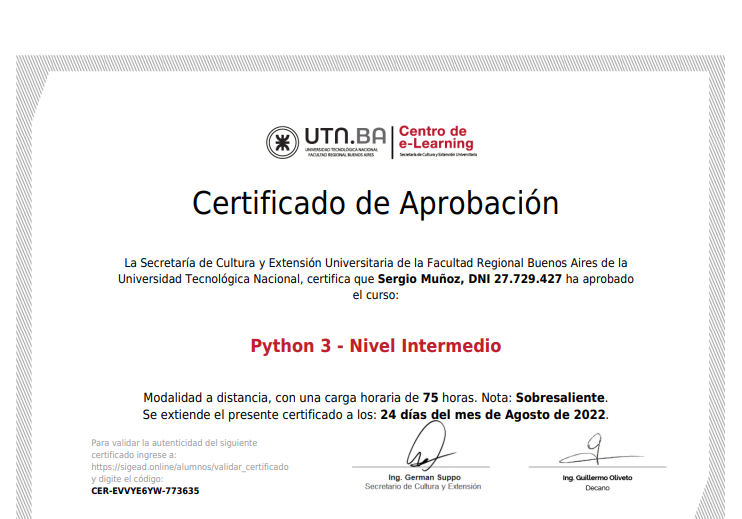 UTN.BA
UNIVERSIDAD TECNOLÓGICA NACIONAL
FACULTAD REGIONAL BUENOS AIRES
Centro de
e-Learning
Secretaría de Cultura y Extensión Universitaria
Certificado de Aprobación
La Secretaría de Cultura y Extensión Universitaria de la Facultad Regional Buenos Aires de la
Universidad Tecnológica Nacional, certifica que Sergio Muñoz, DNI 27.729.427 ha aprobado
el curso:
Python 3 - Nivel Intermedio
Modalidad a distancia, con una carga horaria de 75 horas. Nota: Sobresaliente.
Se extiende el presente certificado a los: 24 días del mes de Agosto de 2022.
Para validar la autenticidad del siguiente
certificado ingrese a:
https://sigead.online/alumnos/validar_certificado
y digite el código:
CER-EVVYE6YW-773635
Ing. German Suppo
Secretario de Cultura y Extensión
Ing. Guillermo Oliveto
Decano